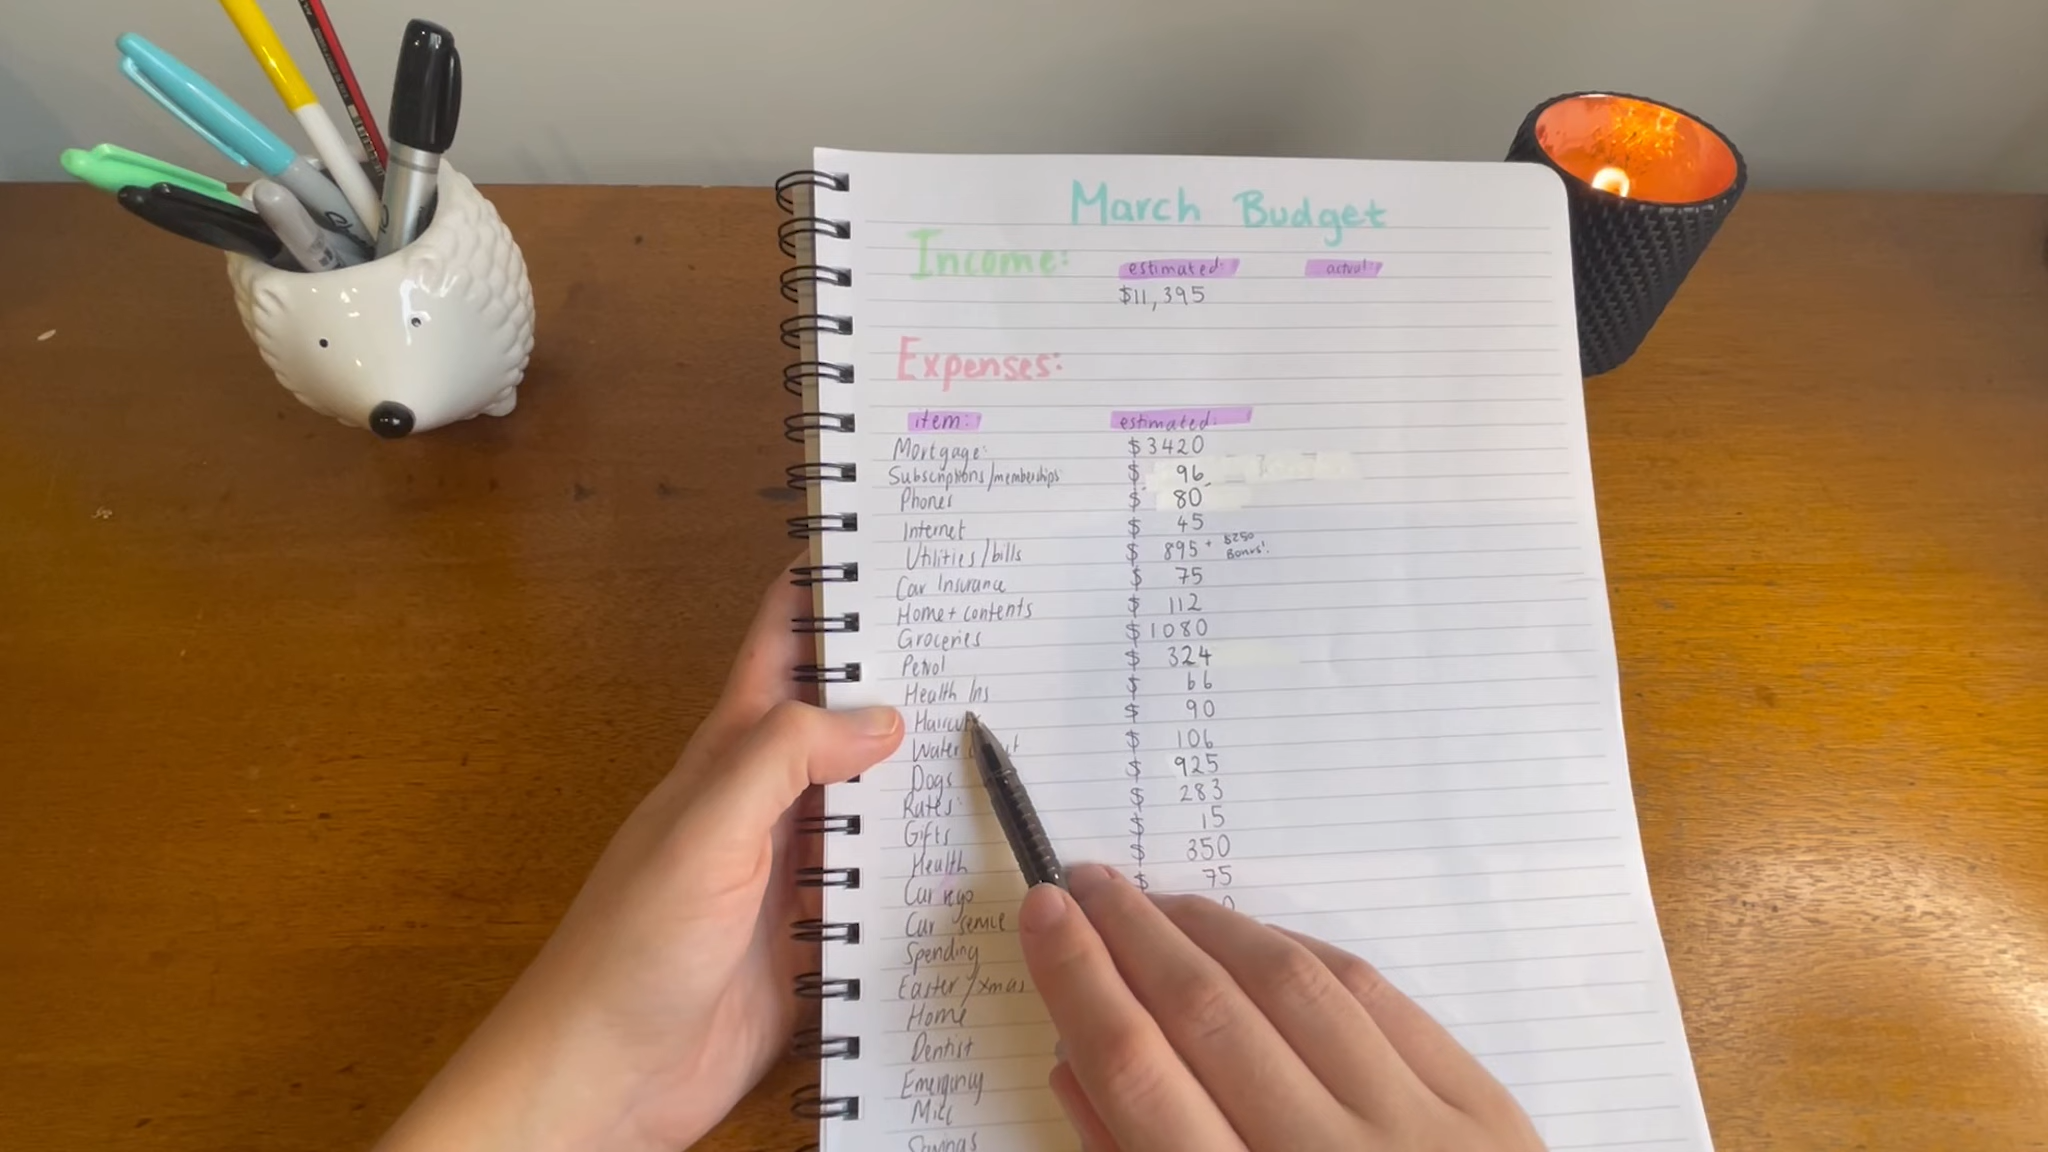 March Budget
Income: estimated: actual:
$11,395
Expenses:
item: estimated:
Mortgage: $3420
Subscriptions/memberships $ 96
Phones $ 80
Internet $ 45
Utilities/bills $ 895 + $250 Bonus!
Car Insurance $ 75
Home + contents $ 112
Groceries $1080
Petrol $ 324
Health Ins $ 66
$ 90
Water $ 106
Dogs $ 925
Rates: $ 283
Gifts $ 15
Health $ 350
Car rego $ 75
Car service
Spending
Easter/xmas
Home
Dentist
Emergency
Misc
Savings